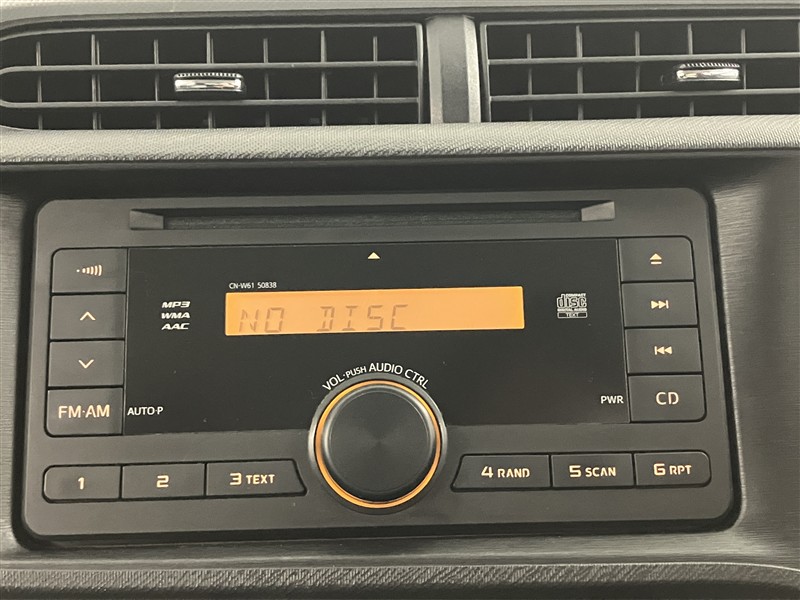 CN-W61 50838
MP3
WMA
AAC
NO DISC
COMPACT
disc
DIGITAL AUDIO
TEXT
VOL·PUSH AUDIO CTRL
FM·AM
AUTO·P
PWR
CD
1
2
3 TEXT
4 RAND
5 SCAN
6 RPT